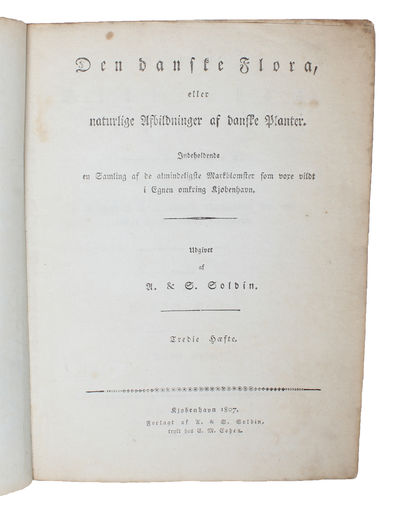 Den danske Flora,
eller
naturlige Afbildninger af danske Planter.
Indeholdende
en Samling af de almindeligste Markblomster som voxe vildt
i Egnen omkring Kjøbenhavn.
Udgivet
af
A. & S. Soldin.
Tredie Hæfte.
Kjøbenhavn 1807.
Forlagt af A. & S. Soldin,
trykt hos E. M. Cohen.